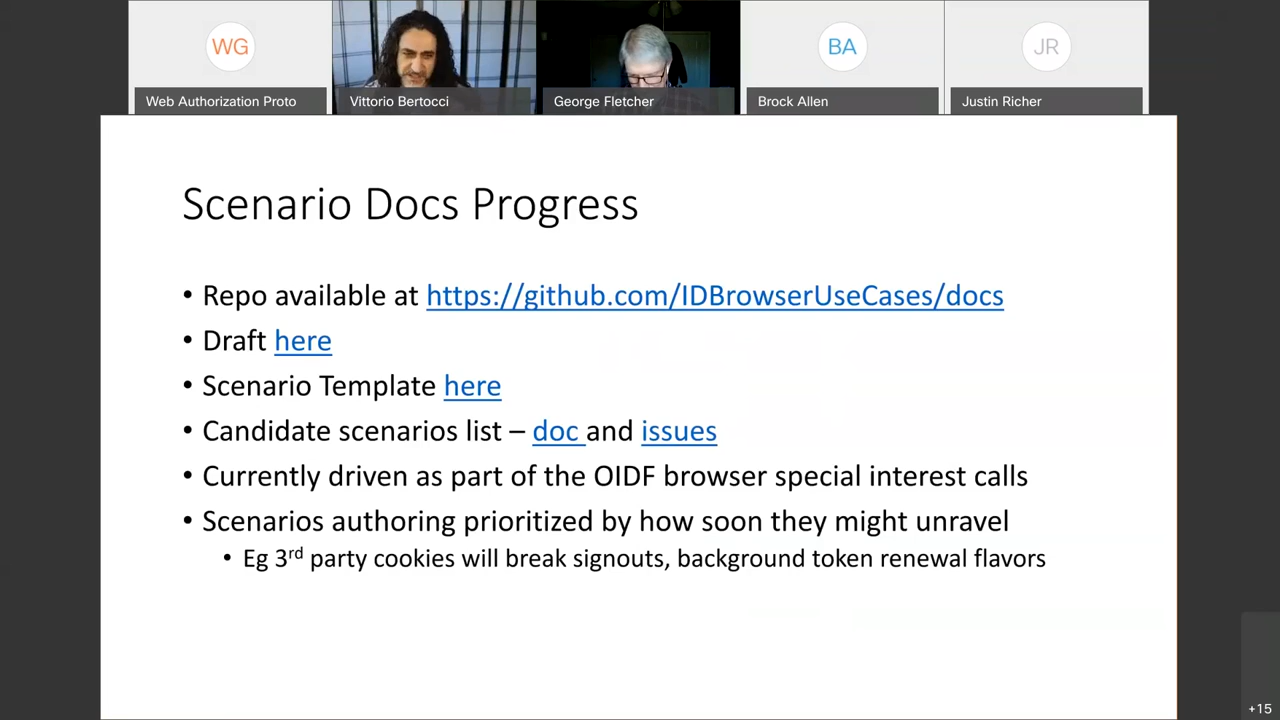 WG
BA
JR
Web Authorization Proto
Vittorio Bertocci
George Fletcher
Brock Allen
Justin Richer
Scenario Docs Progress
• Repo available at https://github.com/IDBrowserUseCases/docs
• Draft here
• Scenario Template here
• Candidate scenarios list – doc and issues
• Currently driven as part of the OIDF browser special interest calls
• Scenarios authoring prioritized by how soon they might unravel
• Eg 3rd party cookies will break signouts, background token renewal flavors
+15